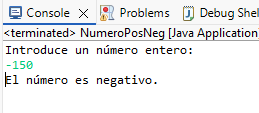 Console Problems Debug Shel
<terminated> NumeroPosNeg [Java Application]
Introduce un número entero:
-150
El número es negativo.